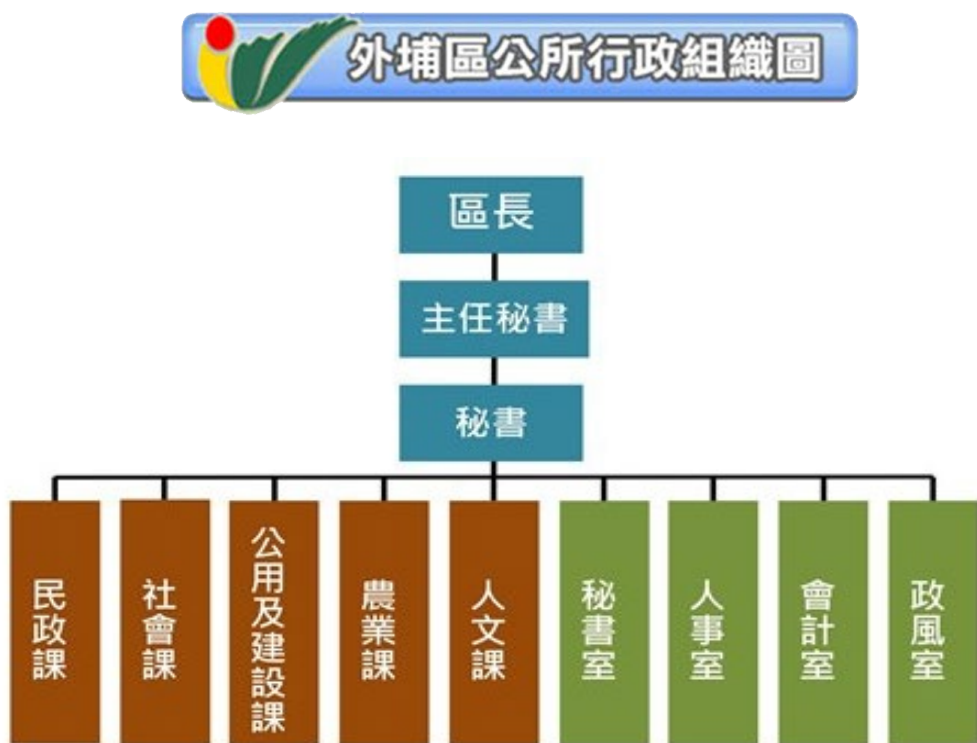 外埔區公所行政組織圖
區長
主任秘書
秘書
民政課
社會課
公用及建設課
農業課
人文課
秘書室
人事室
會計室
政風室